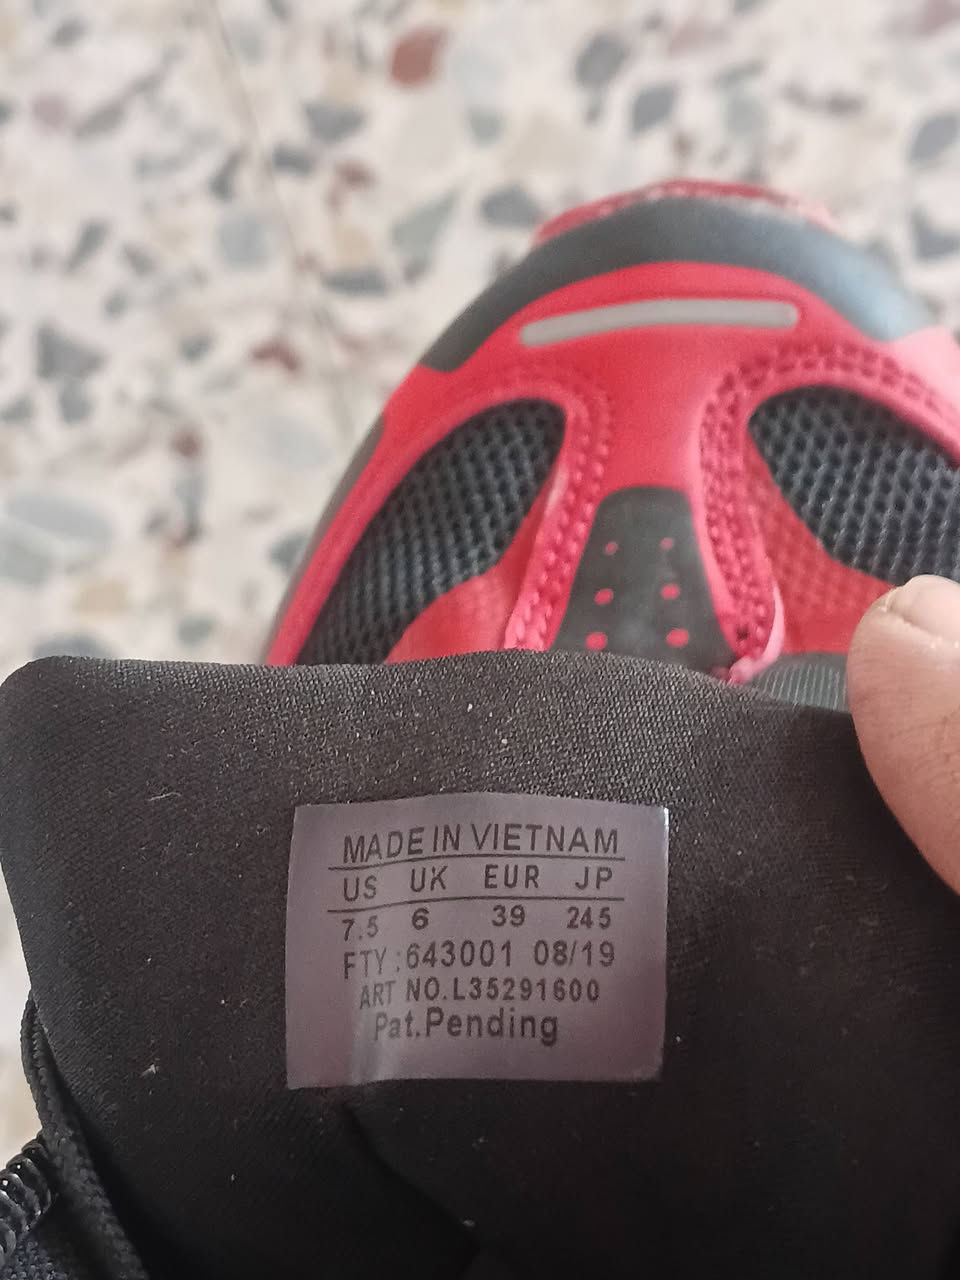 MADE IN VIETNAM
US UK EUR JP
7.5 6 39 245
FTY:643001 08/19
ART NO.L35291600
Pat.Pending